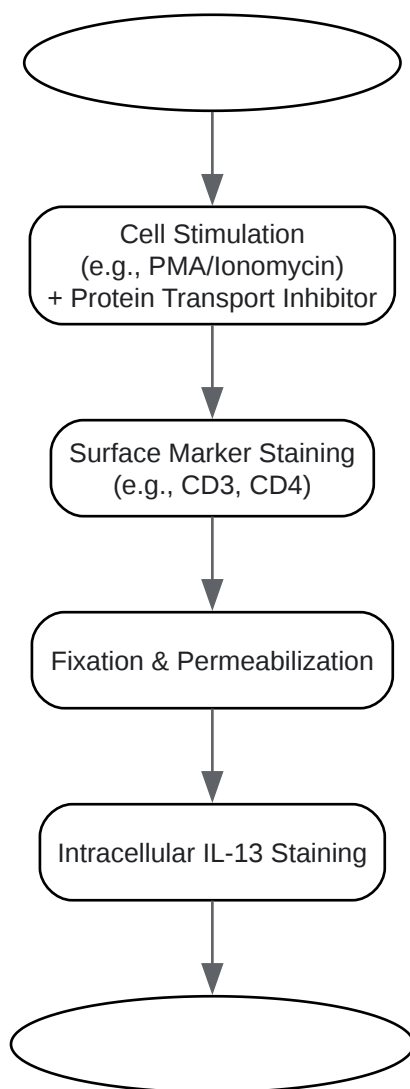 Cell Stimulation
(e.g., PMA/Ionomycin)
+ Protein Transport Inhibitor
Surface Marker Staining
(e.g., CD3, CD4)
Fixation & Permeabilization
Intracellular IL-13 Staining